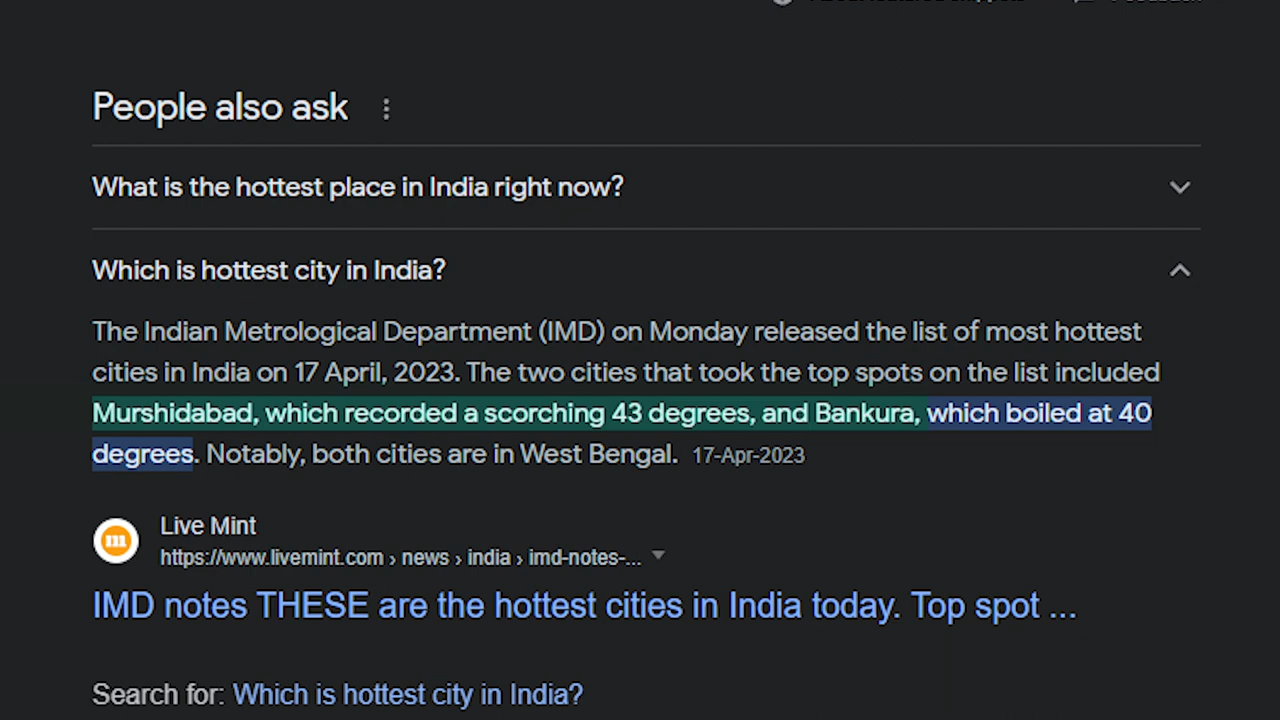 People also ask
What is the hottest place in India right now?
Which is hottest city in India?
The Indian Metrological Department (IMD) on Monday released the list of most hottest
cities in India on 17 April, 2023. The two cities that took the top spots on the list included
Murshidabad, which recorded a scorching 43 degrees, and Bankura, which boiled at 40
degrees. Notably, both cities are in West Bengal. 17-Apr-2023
m
Live Mint
https://www.livemint.com › news › india › imd-notes-...
IMD notes THESE are the hottest cities in India today. Top spot ...
Search for: Which is hottest city in India?